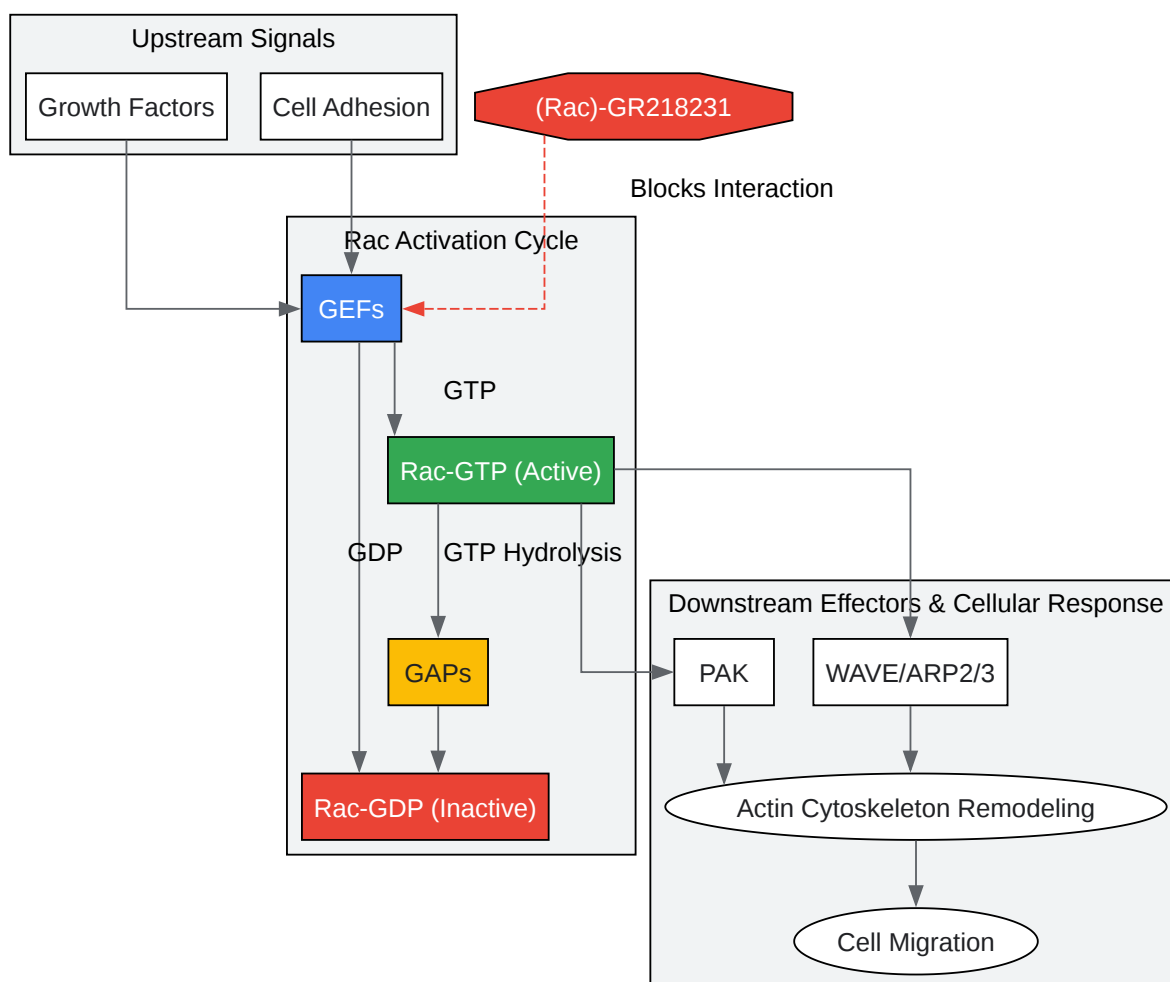 Upstream Signals
Growth Factors
Cell Adhesion
(Rac)-GR218231
Blocks Interaction
Rac Activation Cycle
GEFs
GTP
Rac-GTP (Active)
GDP
GTP Hydrolysis
Downstream Effectors & Cellular Response
GAPs
PAK
WAVE/ARP2/3
Rac-GDP (Inactive)
Actin Cytoskeleton Remodeling
Cell Migration